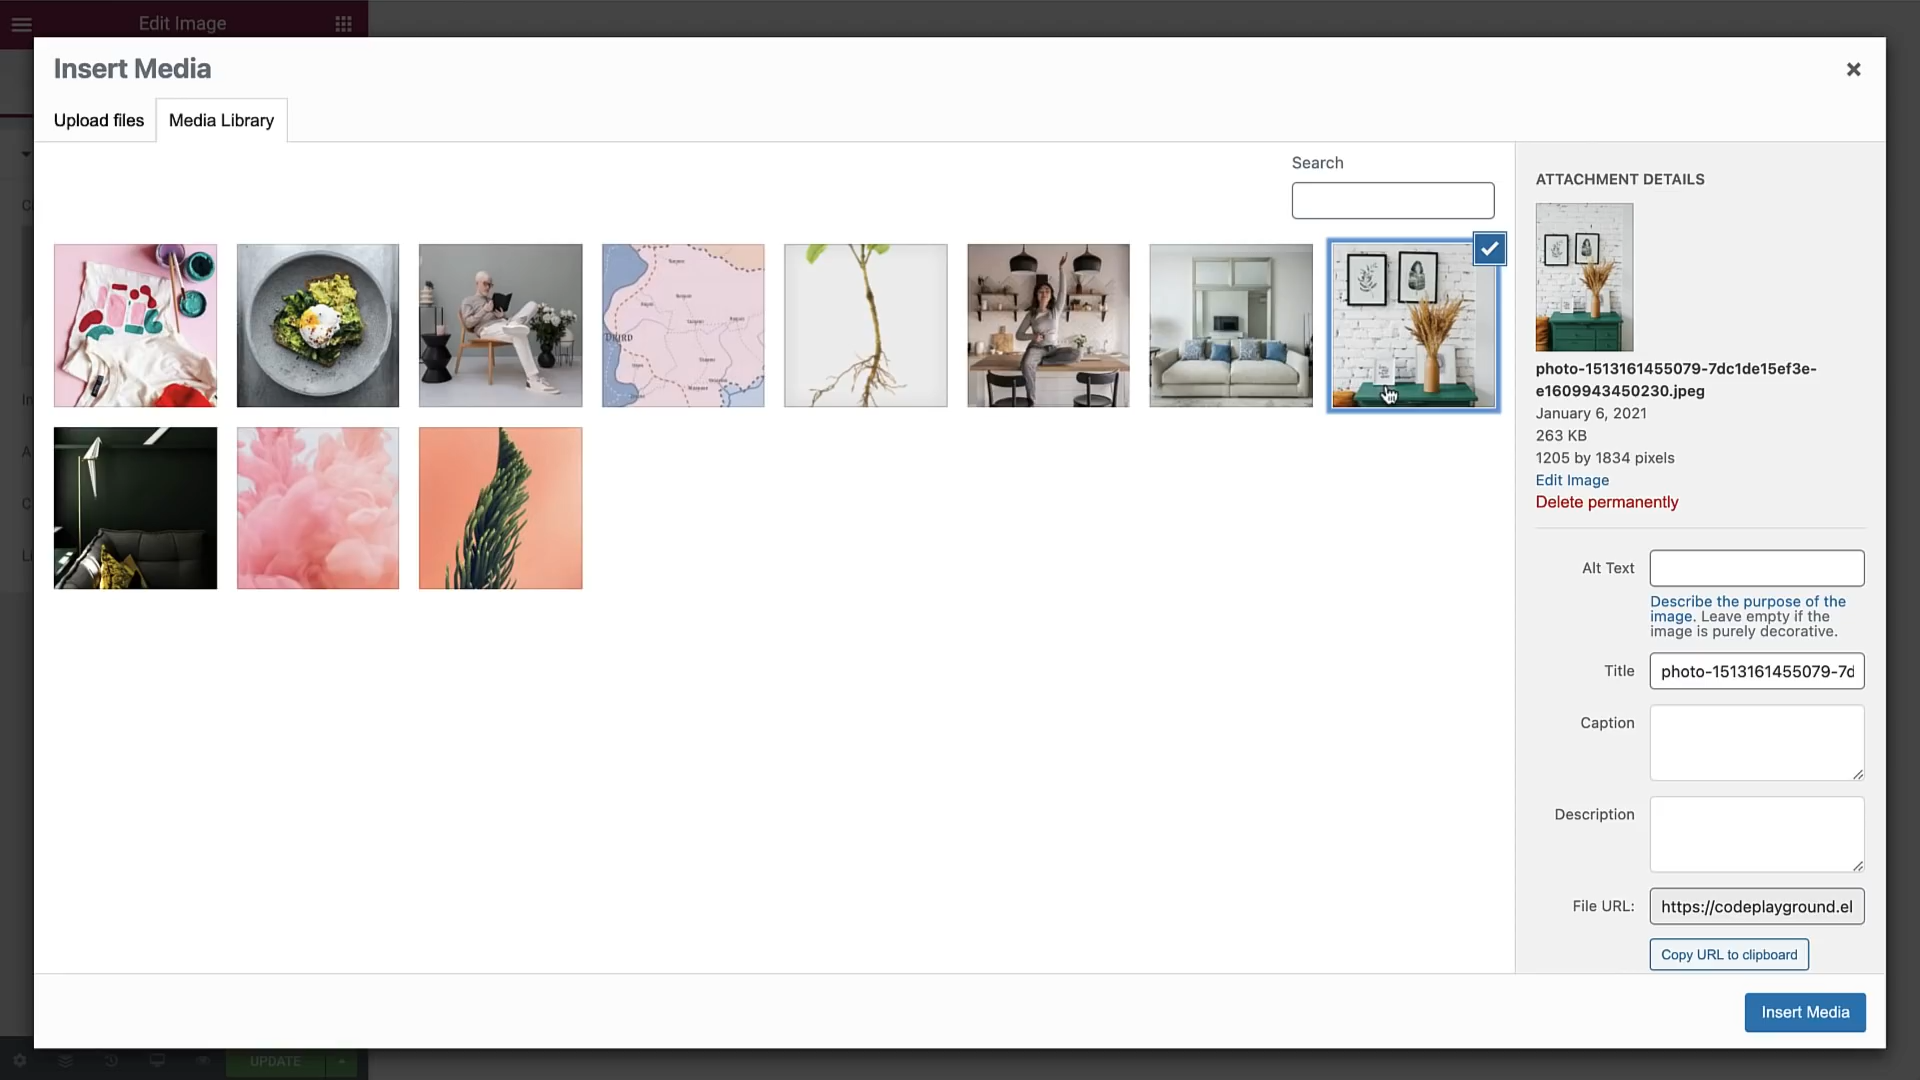 Edit Image
Insert Media
Upload files
Media Library
Search
ATTACHMENT DETAILS
photo-1513161455079-7dc1de15ef3e-
e1609943450230.jpeg
January 6, 2021
263 KB
1205 by 1834 pixels
Edit Image
Delete permanently
Alt Text
Describe the purpose of the
image. Leave empty if the
image is purely decorative.
Title
photo-1513161455079-7d
Caption
Description
File URL:
https://codeplayground.el
Copy URL to clipboard
Insert Media
UPDATE